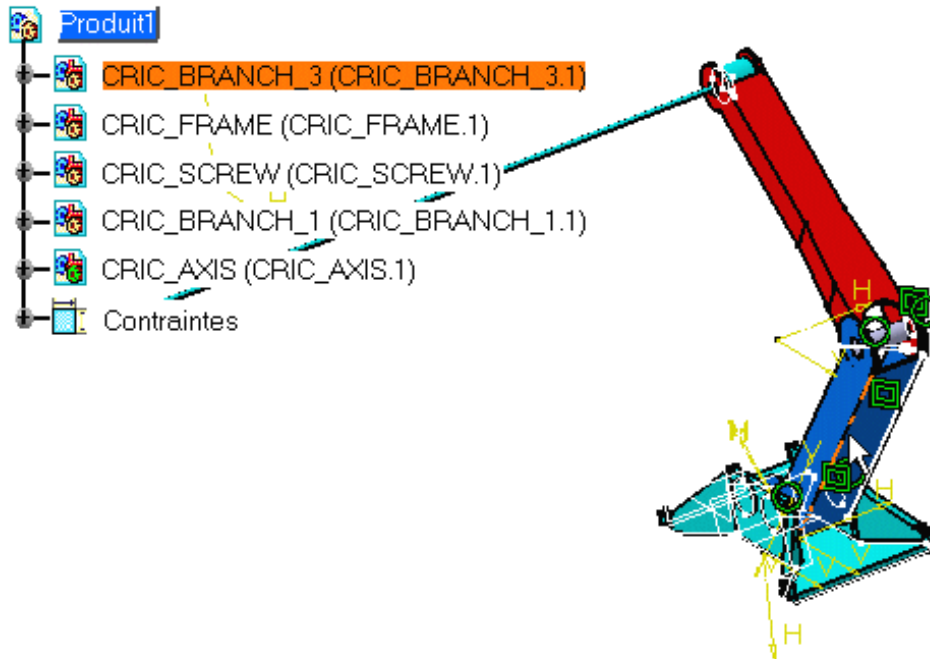 Produit1
CRIC_BRANCH_3 (CRIC_BRANCH_3.1)
CRIC_FRAME (CRIC_FRAME.1)
CRIC_SCREW (CRIC_SCREW.1)
CRIC_BRANCH_1 (CRIC_BRANCH_1.1)
CRIC_AXIS (CRIC_AXIS.1)
Contraintes
H
V
H
V
H
V
V
H